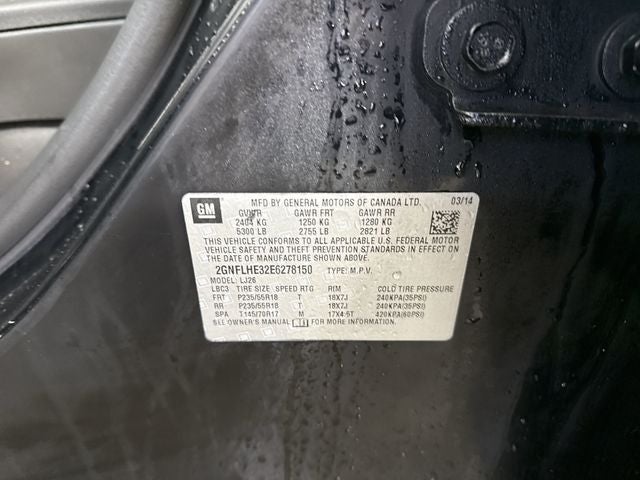 MFD BY GENERAL MOTORS OF CANADA LTD. 03/14
GM
GVWR GAWR FRT GAWR RR
2404 KG 1250 KG 1280 KG
5300 LB 2755 LB 2821 LB
THIS VEHICLE CONFORMS TO ALL APPLICABLE U.S. FEDERAL MOTOR
VEHICLE SAFETY AND THEFT PREVENTION STANDARDS IN EFFECT ON
THE DATE OF MANUFACTURE SHOWN ABOVE.
2GNFLHE32E6278150 TYPE: M.P.V.
MODEL: LJ26
LBC3 TIRE SIZE SPEED RTG RIM COLD TIRE PRESSURE
FRT P235/55R18 T 18X7J 240KPA(35PSI)
RR P235/55R18 T 18X7J 240KPA(35PSI)
SPA T145/70R17 M 17X4.5T 420KPA(60PSI)
SEE OWNER'S MANUAL FOR MORE INFORMATION.